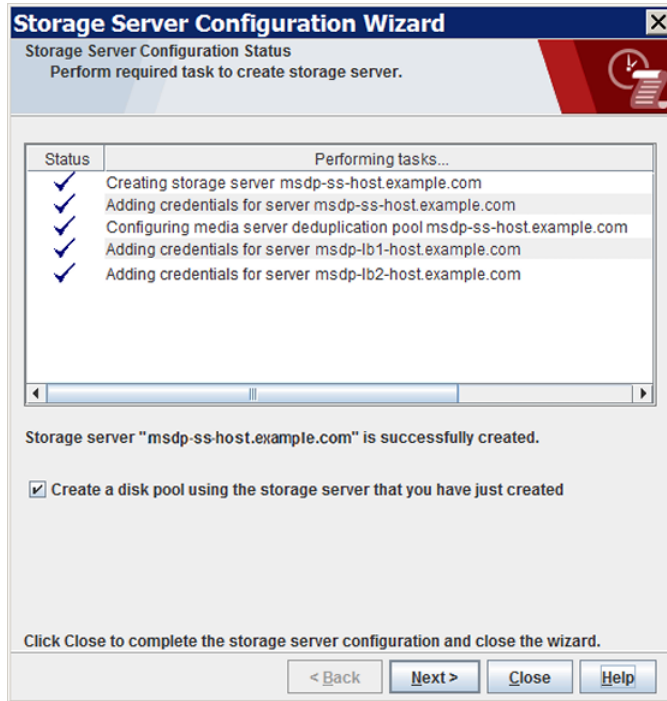 Storage Server Configuration Wizard
Storage Server Configuration Status
Perform required task to create storage server.
Status Performing tasks...
Creating storage server msdp-ss-host.example.com
Adding credentials for server msdp-ss-host.example.com
Configuring media server deduplication pool msdp-ss-host.example.com
Adding credentials for server msdp-lb1-host.example.com
Adding credentials for server msdp-lb2-host.example.com
Storage server "msdp-ss-host.example.com" is successfully created.
Create a disk pool using the storage server that you have just created
Click Close to complete the storage server configuration and close the wizard.
< Back Next > Close Help